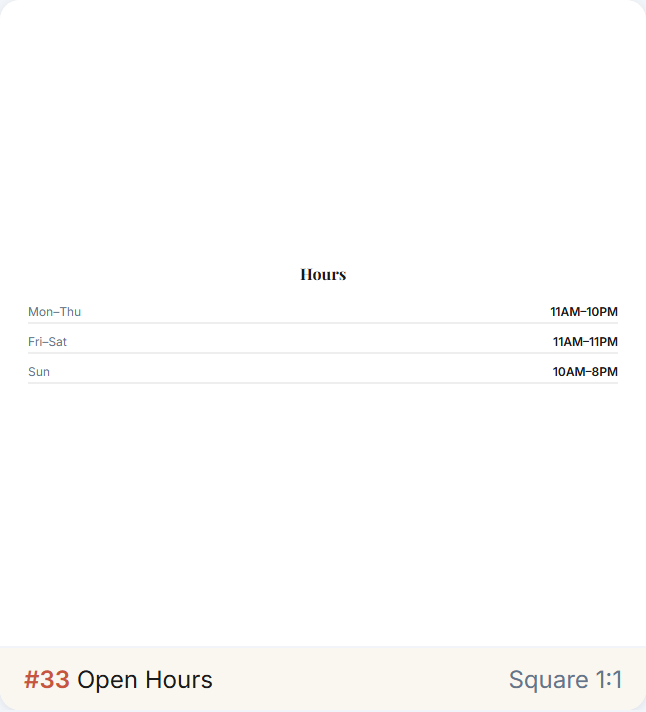 Hours
Mon–Thu 11AM–10PM
Fri–Sat 11AM–11PM
Sun 10AM–8PM
#33 Open Hours Square 1:1